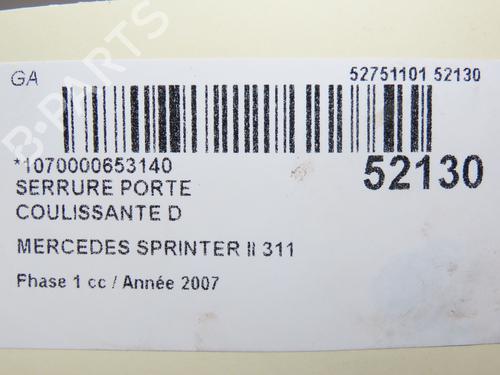 GA
52751101 52130
*1070000653140
52130
SERRURE PORTE
COULISSANTE D
MERCEDES SPRINTER II 311
Phase 1 cc / Année 2007
B-PARTS